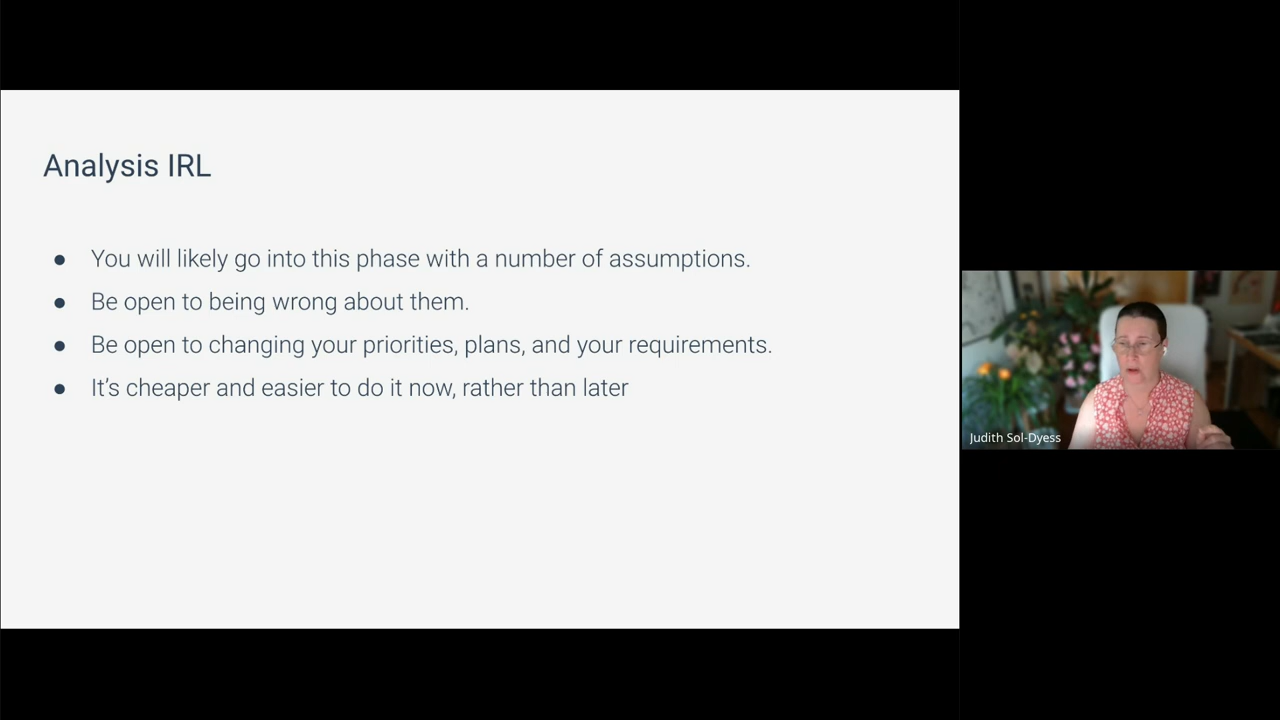 Analysis IRL
● You will likely go into this phase with a number of assumptions.
● Be open to being wrong about them.
● Be open to changing your priorities, plans, and your requirements.
● It’s cheaper and easier to do it now, rather than later
Judith Sol-Dyess